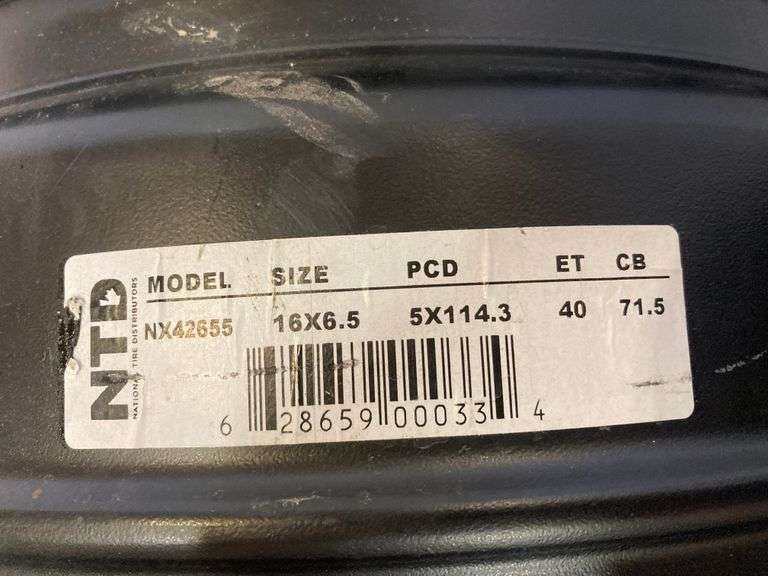 NTD
NATIONAL TIRE DISTRIBUTORS
MODEL SIZE PCD ET CB
NX42655 16X6.5 5X114.3 40 71.5
6 28659 00033 4